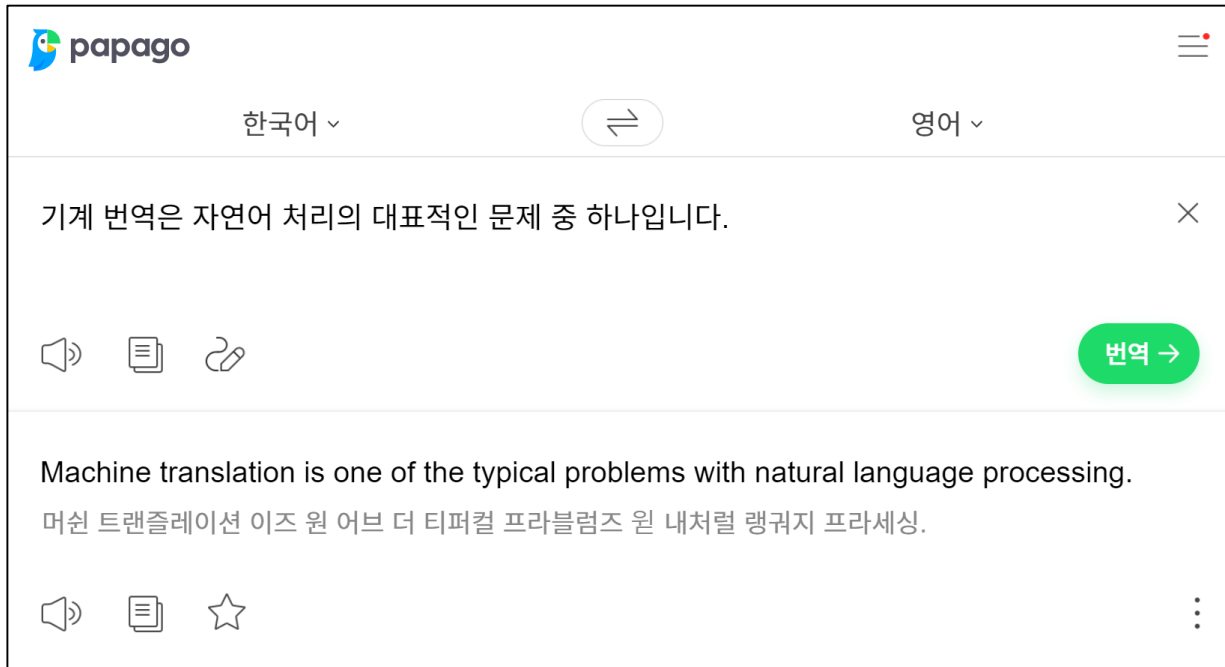 papago
한국어
영어
기계 번역은 자연어 처리의 대표적인 문제 중 하나입니다.
번역
Machine translation is one of the typical problems with natural language processing.
머쉰 트랜즐레이션 이즈 원 어브 더 티퍼컬 프라블럼즈 윋 내처럴 랭궈지 프라세싱.